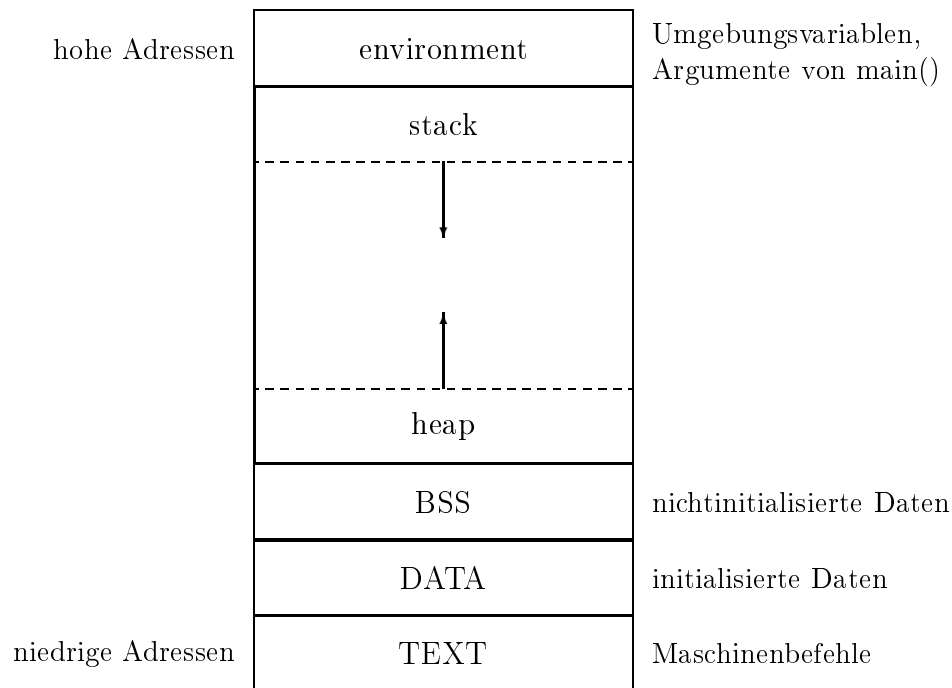 hohe Adressen
environment
Umgebungsvariablen,
Argumente von main()
stack
heap
BSS
nichtinitialisierte Daten
DATA
initialisierte Daten
niedrige Adressen
TEXT
Maschinenbefehle